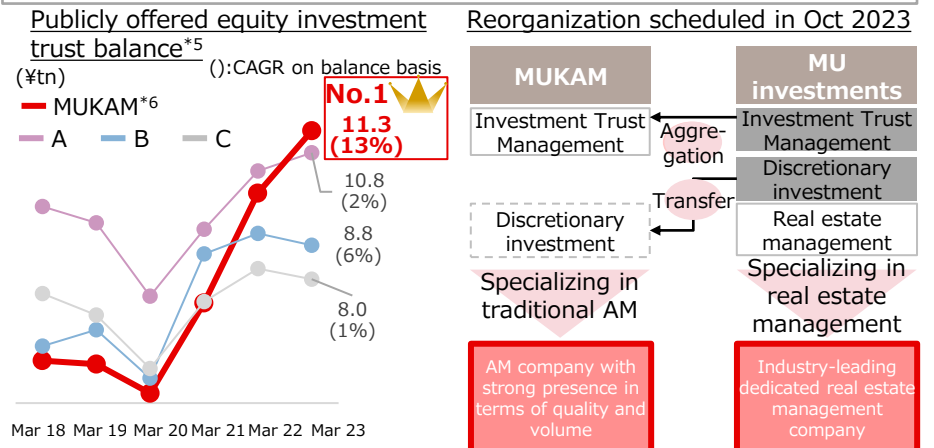 Publicly offered equity investment
trust balance*5
(¥tn)
():CAGR on balance basis
MUKAM*6
A
B
C
No.1
11.3
(13%)
10.8
(2%)
8.8
(6%)
8.0
(1%)
Mar 18
Mar 19
Mar 20
Mar 21
Mar 22
Mar 23
Reorganization scheduled in Oct 2023
MUKAM
MU
investments
Investment Trust
Management
Aggre-
gation
Investment Trust
Management
Discretionary
investment
Transfer
Discretionary
investment
Real estate
management
Specializing in
traditional AM
Specializing in
real estate
management
AM company with
strong presence in
terms of quality and
volume
Industry-leading
dedicated real estate
management
company